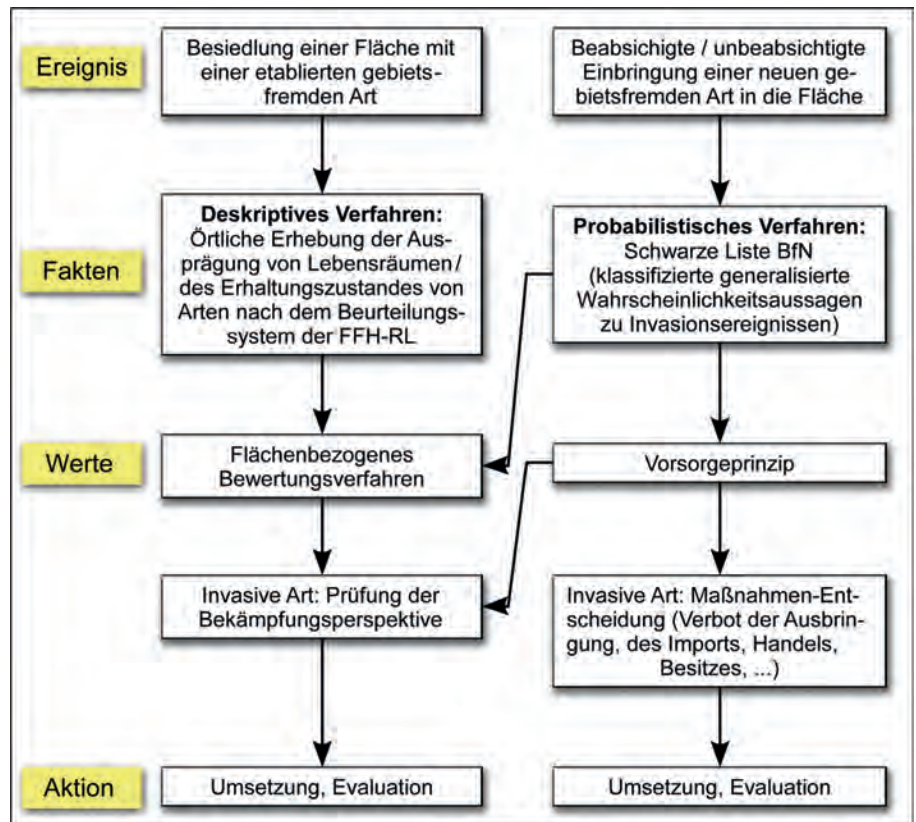 Ereignis
Besiedlung einer Fläche mit
einer etablierten gebiets-
fremden Art
Beabsichigte / unbeabsichtigte
Einbringung einer neuen ge-
bietsfremden Art in die Fläche
Fakten
Deskriptives Verfahren:
Örtliche Erhebung der Aus-
prägung von Lebensräumen/
des Erhaltungszustandes von
Arten nach dem Beurteilungs-
system der FFH-RL
Probabilistisches Verfahren:
Schwarze Liste BfN
(klassifizierte generalisierte
Wahrscheinlichkeitsaussagen
zu Invasionsereignissen)
Werte
Flächenbezogenes
Bewertungsverfahren
Vorsorgeprinzip
Invasive Art: Prüfung der
Bekämpfungsperspektive
Invasive Art: Maßnahmen-Ent-
scheidung (Verbot der Ausbrin-
gung, des Imports, Handels,
Besitzes, ...)
Aktion
Umsetzung, Evaluation
Umsetzung, Evaluation